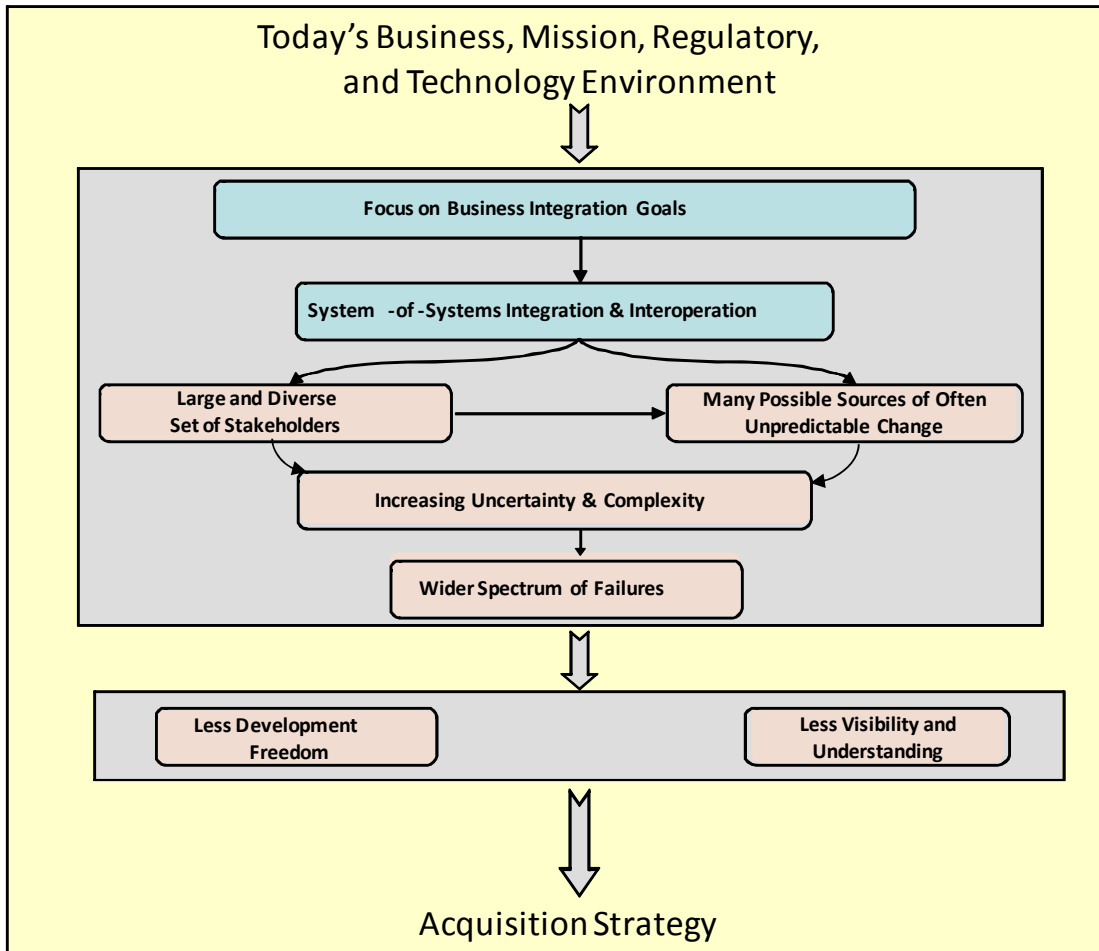 Today's Business, Mission, Regulatory,
and Technology Environment
Focus on Business Integration Goals
System -of -Systems Integration & Interoperation
Large and Diverse
Set of Stakeholders
Many Possible Sources of Often
Unpredictable Change
Increasing Uncertainty & Complexity
Wider Spectrum of Failures
Less Development
Freedom
Less Visibility and
Understanding
Acquisition Strategy